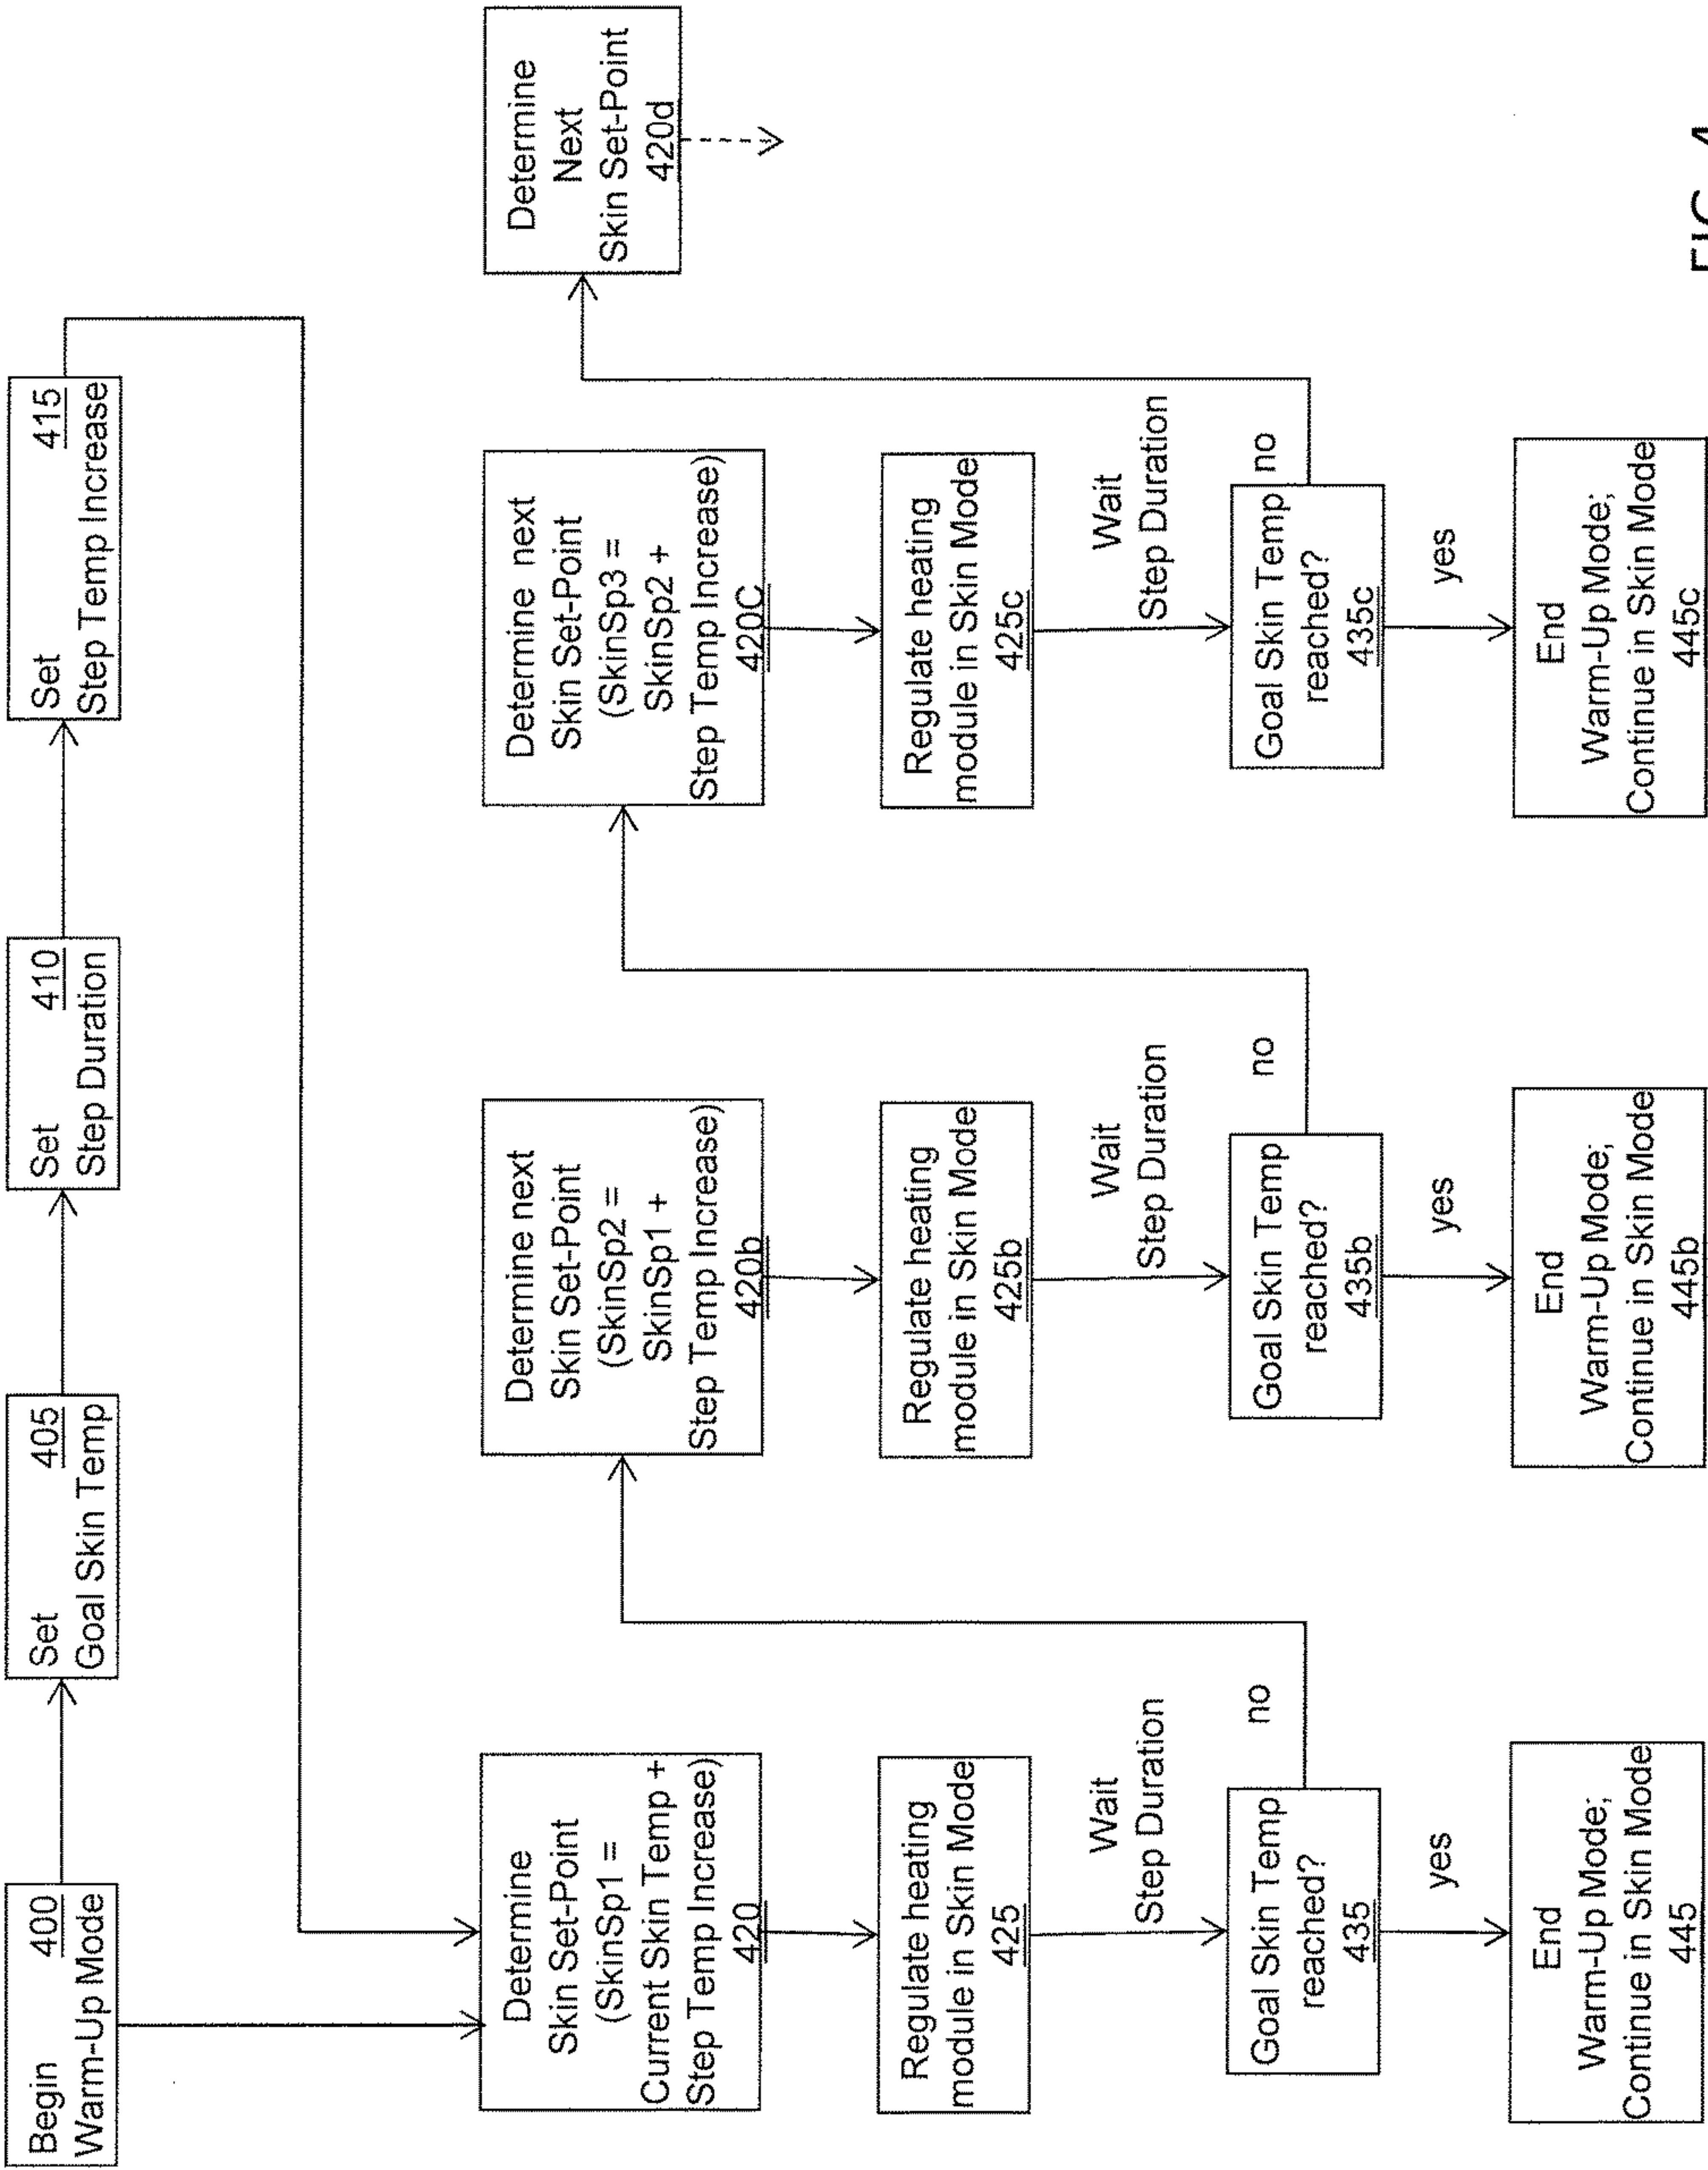 Begin 400
Warm-Up Mode
Set 405
Goal Skin Temp
Set 410
Step Duration
Set 415
Step Temp Increase
Determine
Skin Set-Point
(SkinSp1 =
Current Skin Temp +
Step Temp Increase)
420
Regulate heating
module in Skin Mode
425
Wait
Step Duration
Goal Skin Temp
reached?
435
no
yes
End
Warm-Up Mode;
Continue in Skin Mode
445
Determine next
Skin Set-Point
(SkinSp2 =
SkinSp1 +
Step Temp Increase)
420b
Regulate heating
module in Skin Mode
425b
Wait
Step Duration
Goal Skin Temp
reached?
435b
no
yes
End
Warm-Up Mode;
Continue in Skin Mode
445b
Determine next
Skin Set-Point
(SkinSp3 =
SkinSp2 +
Step Temp Increase)
420C
Regulate heating
module in Skin Mode
425c
Wait
Step Duration
Goal Skin Temp
reached?
435c
no
yes
End
Warm-Up Mode;
Continue in Skin Mode
445c
Determine
Next
Skin Set-Point
420d
FIG. 4